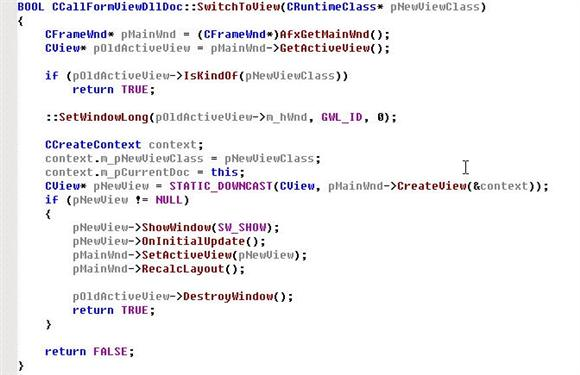 BOOL CCallFormViewDllDoc::SwitchToView(CRuntimeClass* pNewViewClass)
{
    CFrameWnd* pMainWnd = (CFrameWnd*)AfxGetMainWnd();
    CView* pOldActiveView = pMainWnd->GetActiveView();

    if (pOldActiveView->IsKindOf(pNewViewClass))
        return TRUE;

    ::SetWindowLong(pOldActiveView->m_hWnd, GWL_ID, 0);

    CCreateContext context;
    context.m_pNewViewClass = pNewViewClass;
    context.m_pCurrentDoc = this;
    CView* pNewView = STATIC_DOWNCAST(CView, pMainWnd->CreateView(&context));
    if (pNewView != NULL)
    {
        pNewView->ShowWindow(SW_SHOW);
        pNewView->OnInitialUpdate();
        pMainWnd->SetActiveView(pNewView);
        pMainWnd->RecalcLayout();

        pOldActiveView->DestroyWindow();
        return TRUE;
    }

    return FALSE;
}